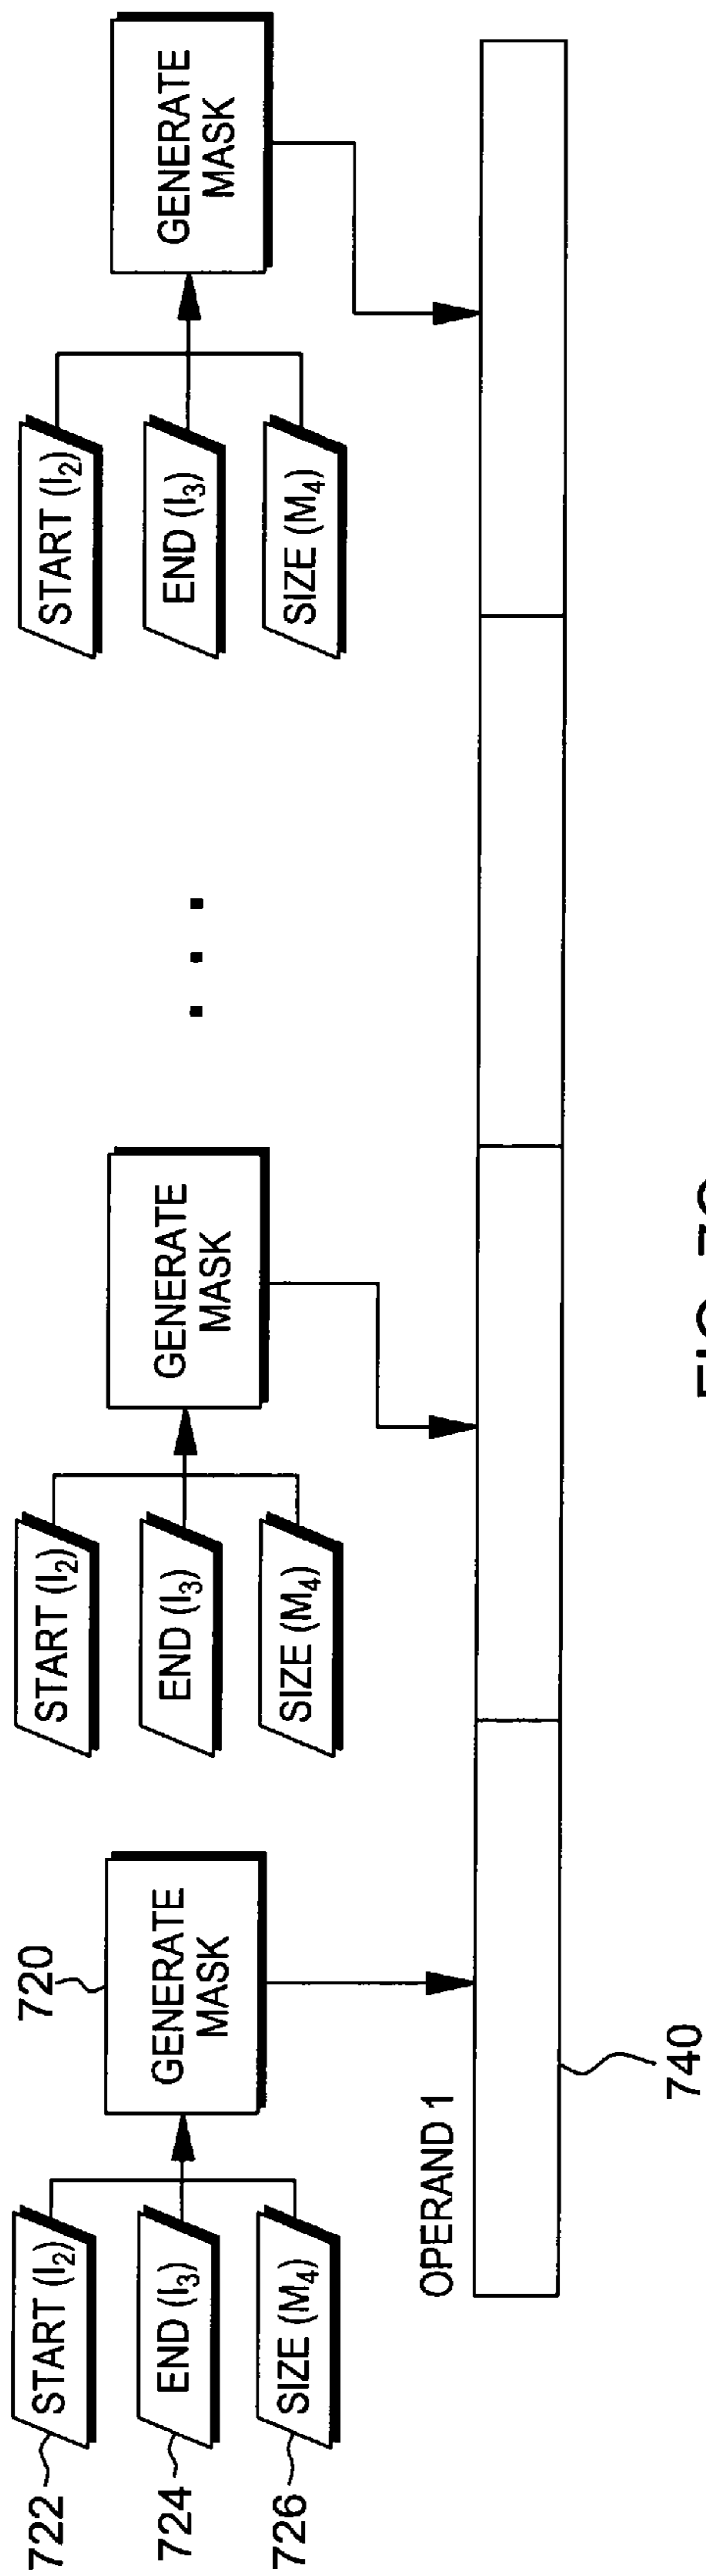 722
START (I₂)
724
END (I₃)
726
SIZE (M₄)
720
GENERATE
MASK
START (I₂)
END (I₃)
SIZE (M₄)
GENERATE
MASK
. . .
START (I₂)
END (I₃)
SIZE (M₄)
GENERATE
MASK
OPERAND 1
740